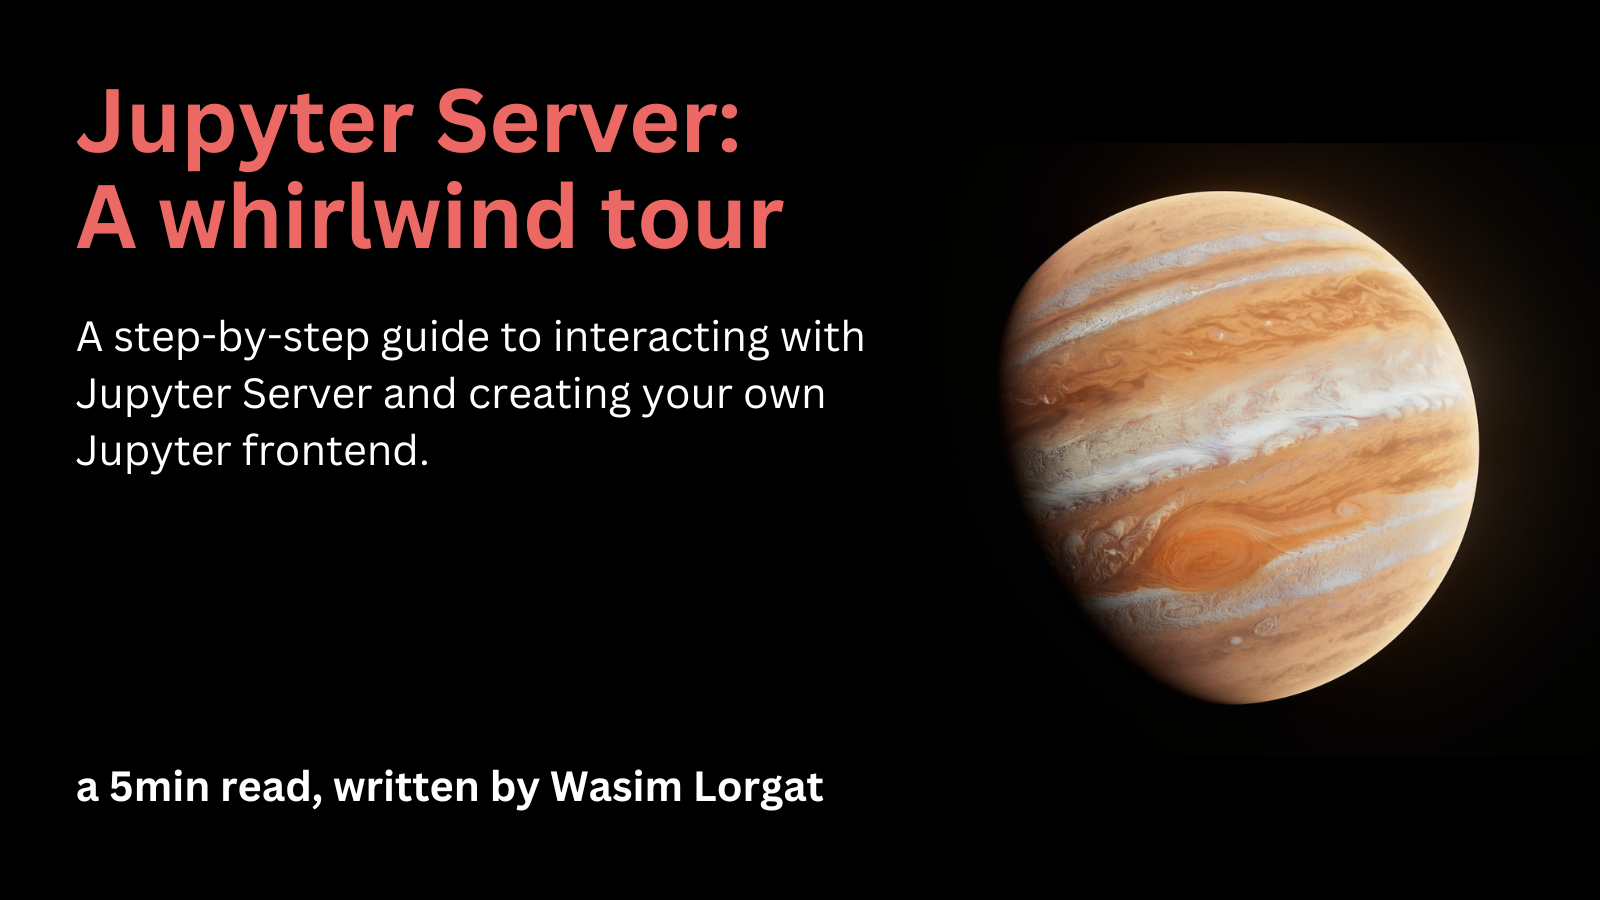 Jupyter Server:
A whirlwind tour
A step-by-step guide to interacting with
Jupyter Server and creating your own
Jupyter frontend.
a 5min read, written by Wasim Lorgat